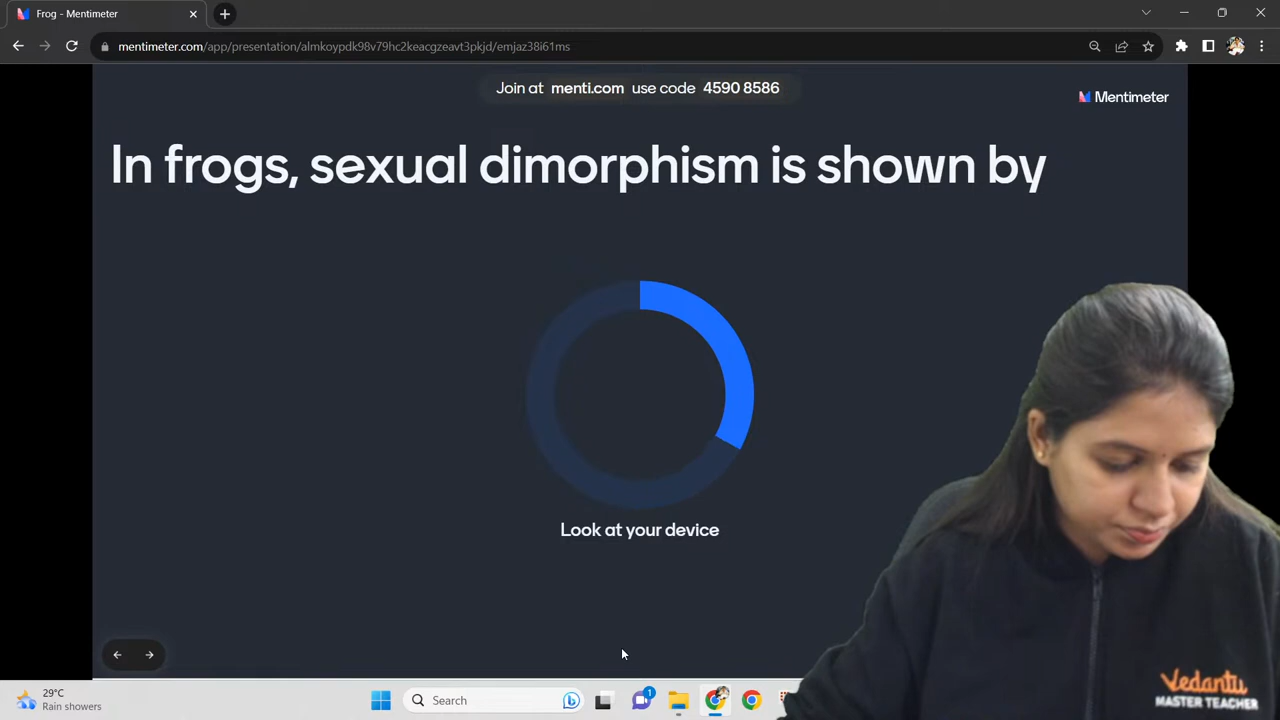 Frog - Mentimeter
mentimeter.com/app/presentation/almkoypdk98v79hc2keacgzeavt3pkjd/emjaz38i61ms
Join at menti.com use code 4590 8586
Mentimeter
In frogs, sexual dimorphism is shown by
Look at your device
Vedantu
MASTER TEACHER
29°C
Rain showers
Search
1